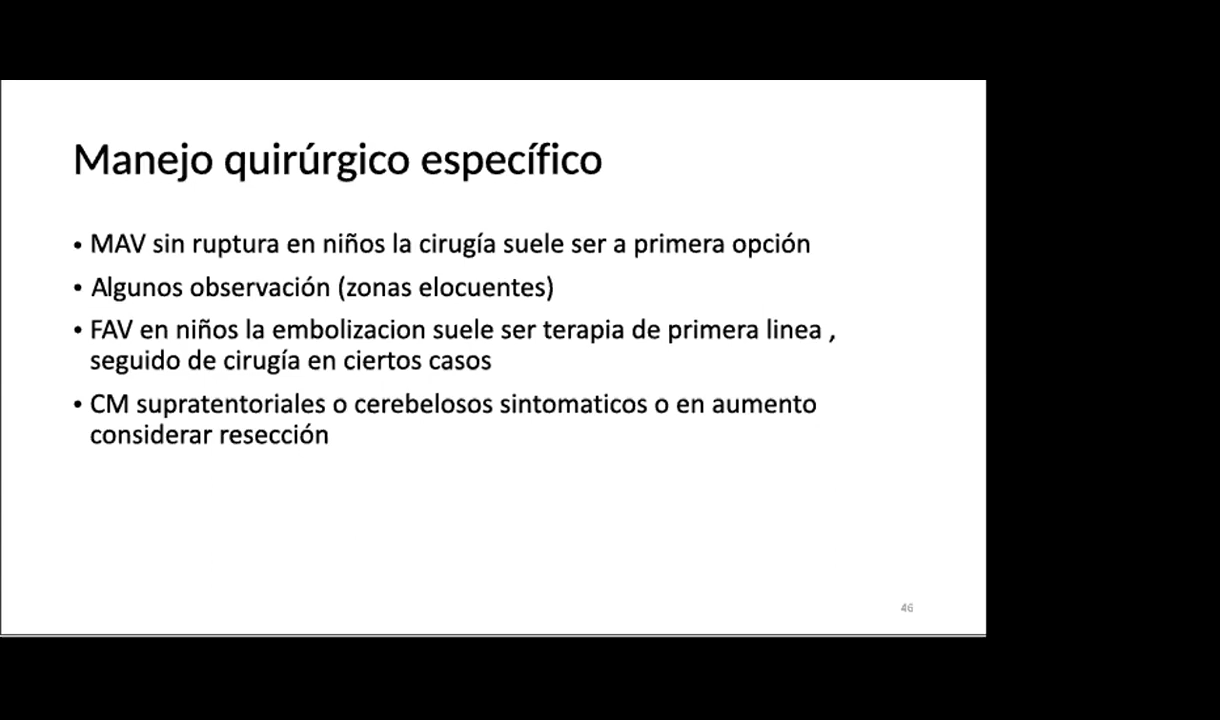 Manejo quirúrgico específico
• MAV sin ruptura en niños la cirugía suele ser a primera opción
• Algunos observación (zonas elocuentes)
• FAV en niños la embolizacion suele ser terapia de primera linea ,
seguido de cirugía en ciertos casos
• CM supratentoriales o cerebelosos sintomaticos o en aumento
considerar resección
46